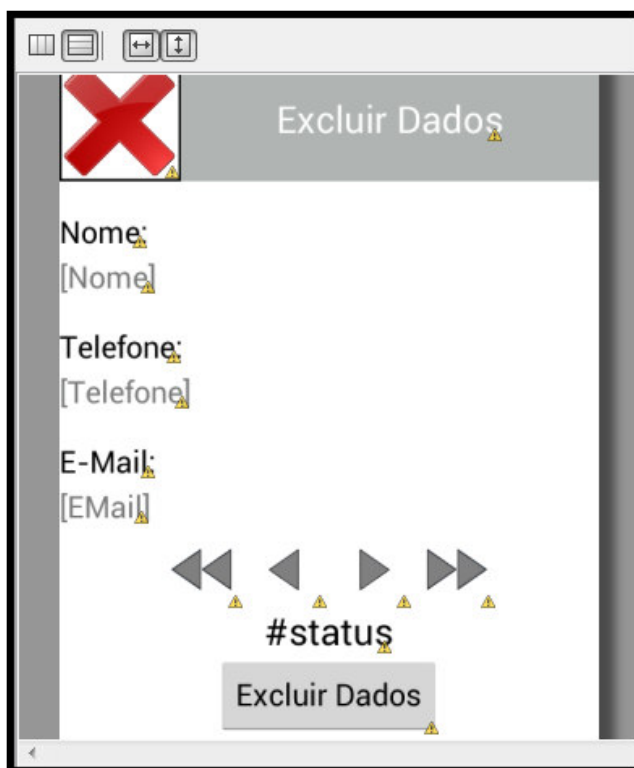 Excluir Dados
Nome:
[Nome]
Telefone:
[Telefone]
E-Mail:
[EMail]
#status
Excluir Dados